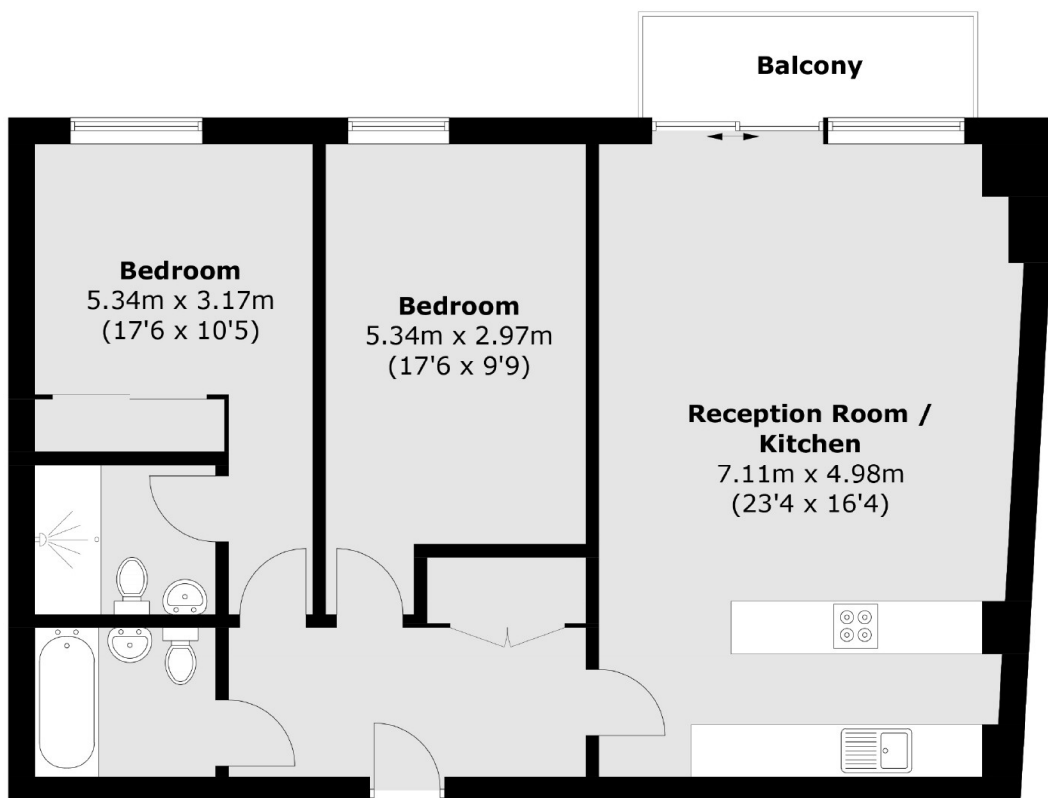 Balcony
Bedroom
5.34m x 3.17m
(17'6 x 10'5)
Bedroom
5.34m x 2.97m
(17'6 x 9'9)
Reception Room /
Kitchen
7.11m x 4.98m
(23'4 x 16'4)